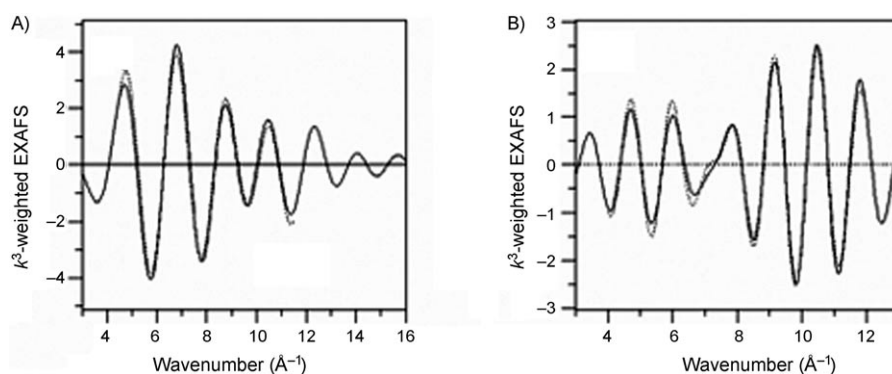 A)
k³-weighted EXAFS
4
2
0
–2
–4
4 6 8 10 12 14 16
Wavenumber (Å⁻¹)
B)
k³-weighted EXAFS
3
2
1
0
–1
–2
–3
4 6 8 10 12
Wavenumber (Å⁻¹)